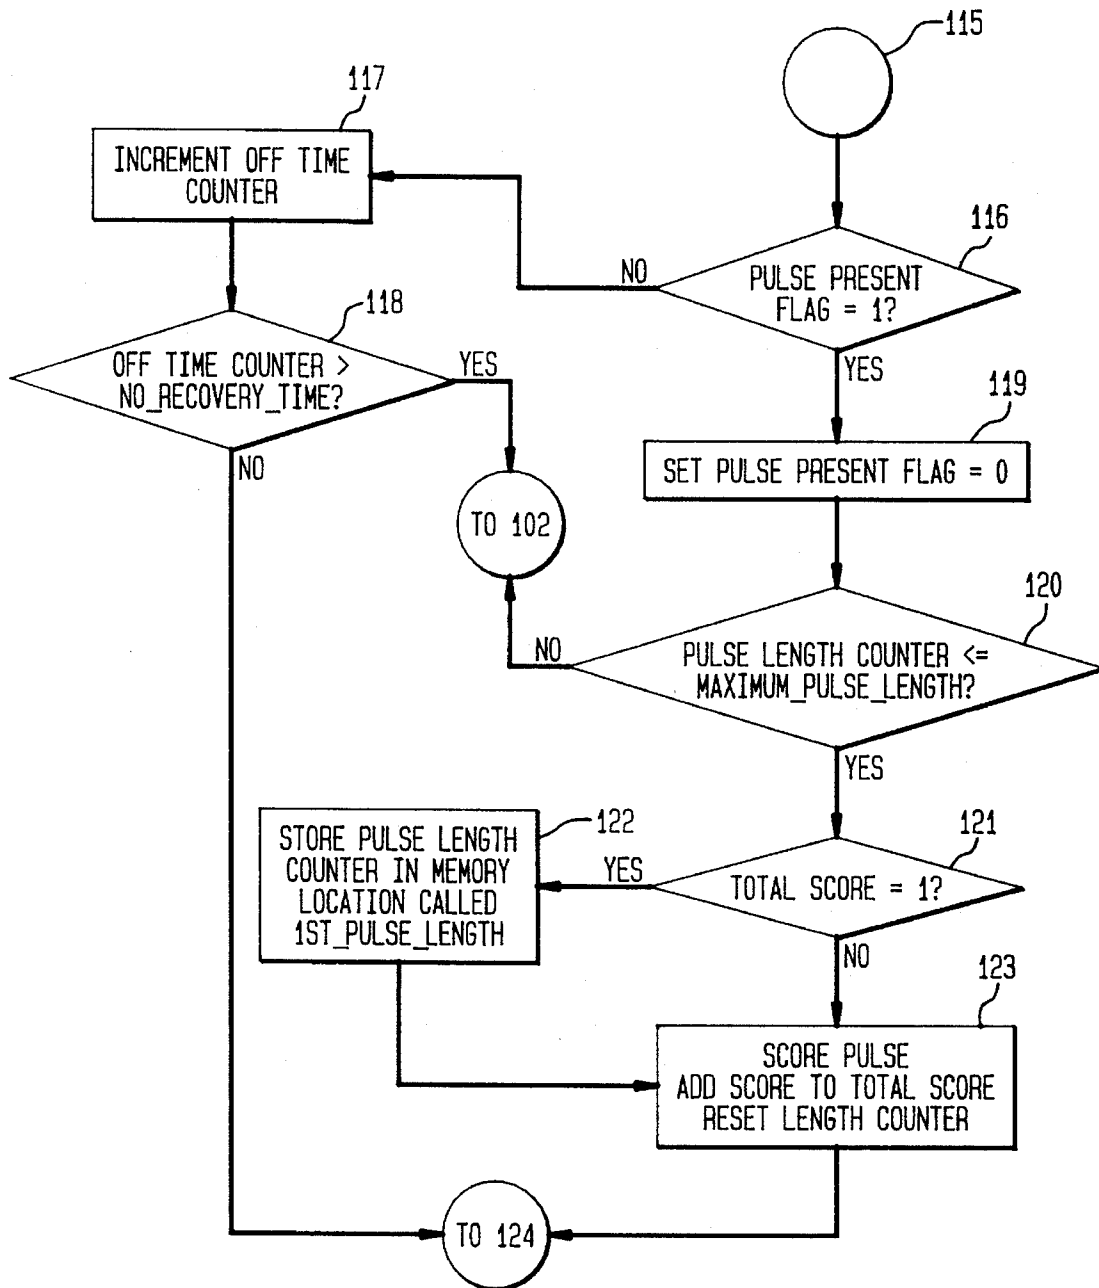 115
117
INCREMENT OFF TIME
COUNTER
116
PULSE PRESENT
FLAG = 1?
NO
YES
118
OFF TIME COUNTER >
NO_RECOVERY_TIME?
YES
NO
119
SET PULSE PRESENT FLAG = 0
TO 102
120
PULSE LENGTH COUNTER <=
MAXIMUM_PULSE_LENGTH?
NO
YES
121
TOTAL SCORE = 1?
YES
NO
122
STORE PULSE LENGTH
COUNTER IN MEMORY
LOCATION CALLED
1ST_PULSE_LENGTH
123
SCORE PULSE
ADD SCORE TO TOTAL SCORE
RESET LENGTH COUNTER
TO 124